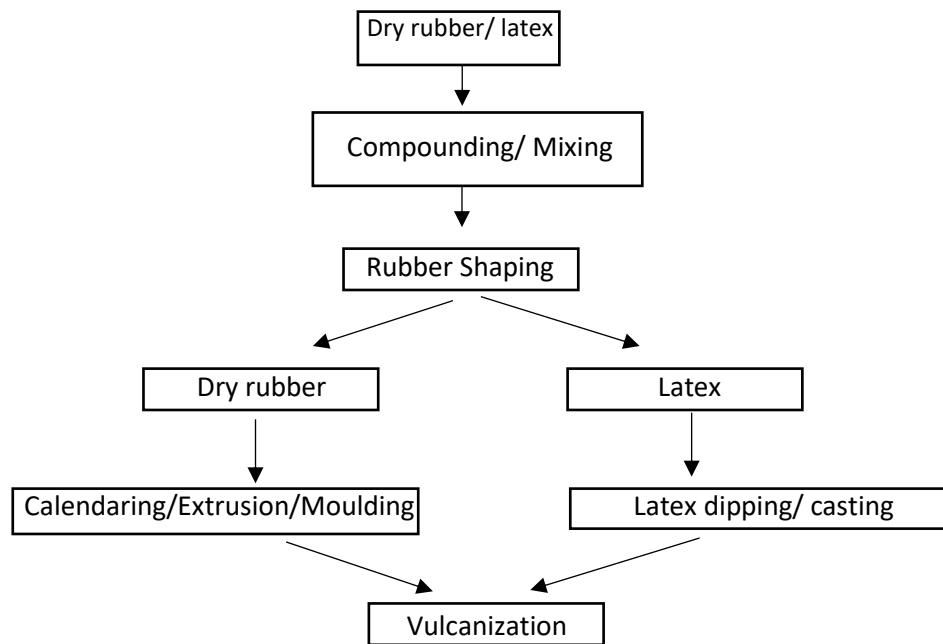 Dry rubber/ latex
Compounding/ Mixing
Rubber Shaping
Dry rubber
Latex
Calendaring/Extrusion/Moulding
Latex dipping/ casting
Vulcanization